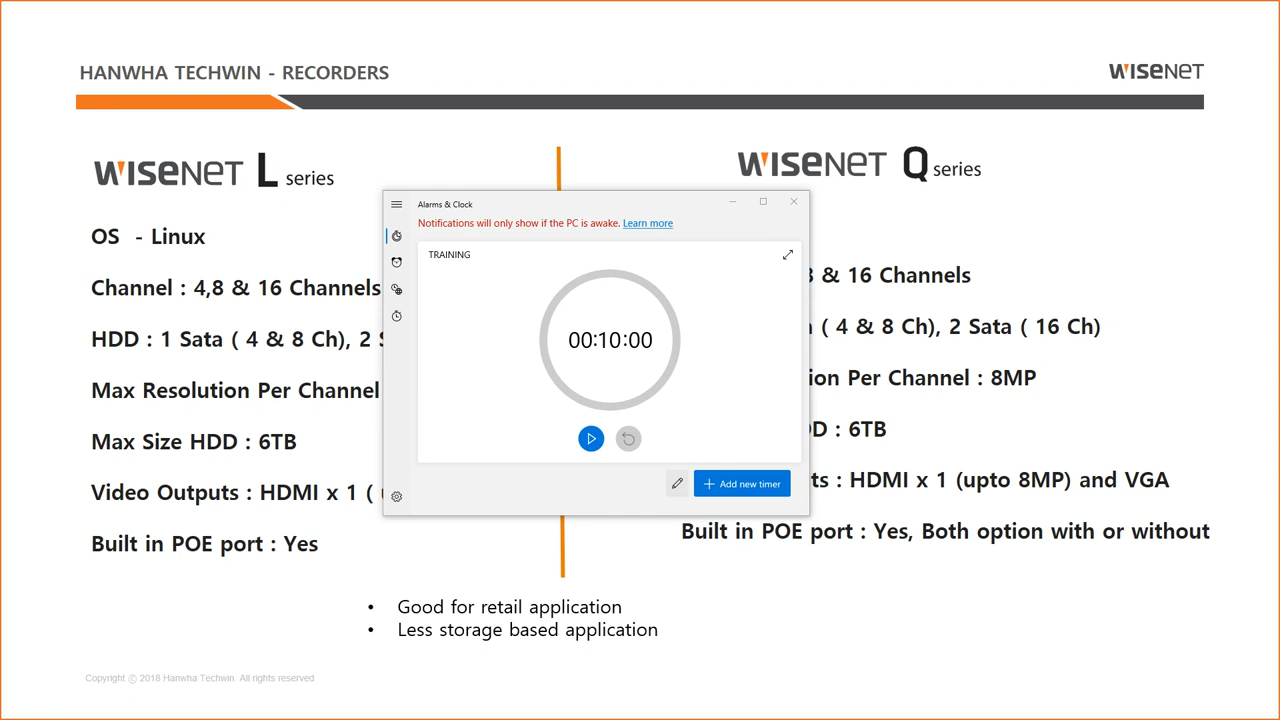 HANWHA TECHWIN - RECORDERS
WISENET
WISENET L series
WISENET Q series
OS - Linux
Channel : 4,8 & 16 Channels
HDD : 1 Sata ( 4 & 8 Ch), 2
Max Resolution Per Channel
Max Size HDD : 6TB
Video Outputs : HDMI x 1 (
Built in POE port : Yes
Alarms & Clock
Notifications will only show if the PC is awake. Learn more
TRAINING
00:10:00
Add new timer
& 16 Channels
( 4 & 8 Ch), 2 Sata ( 16 Ch)
Per Channel : 8MP
: 6TB
: HDMI x 1 (upto 8MP) and VGA
Built in POE port : Yes, Both option with or without
• Good for retail application
• Less storage based application
Copyright ⓒ 2018 Hanwha Techwin. All rights reserved